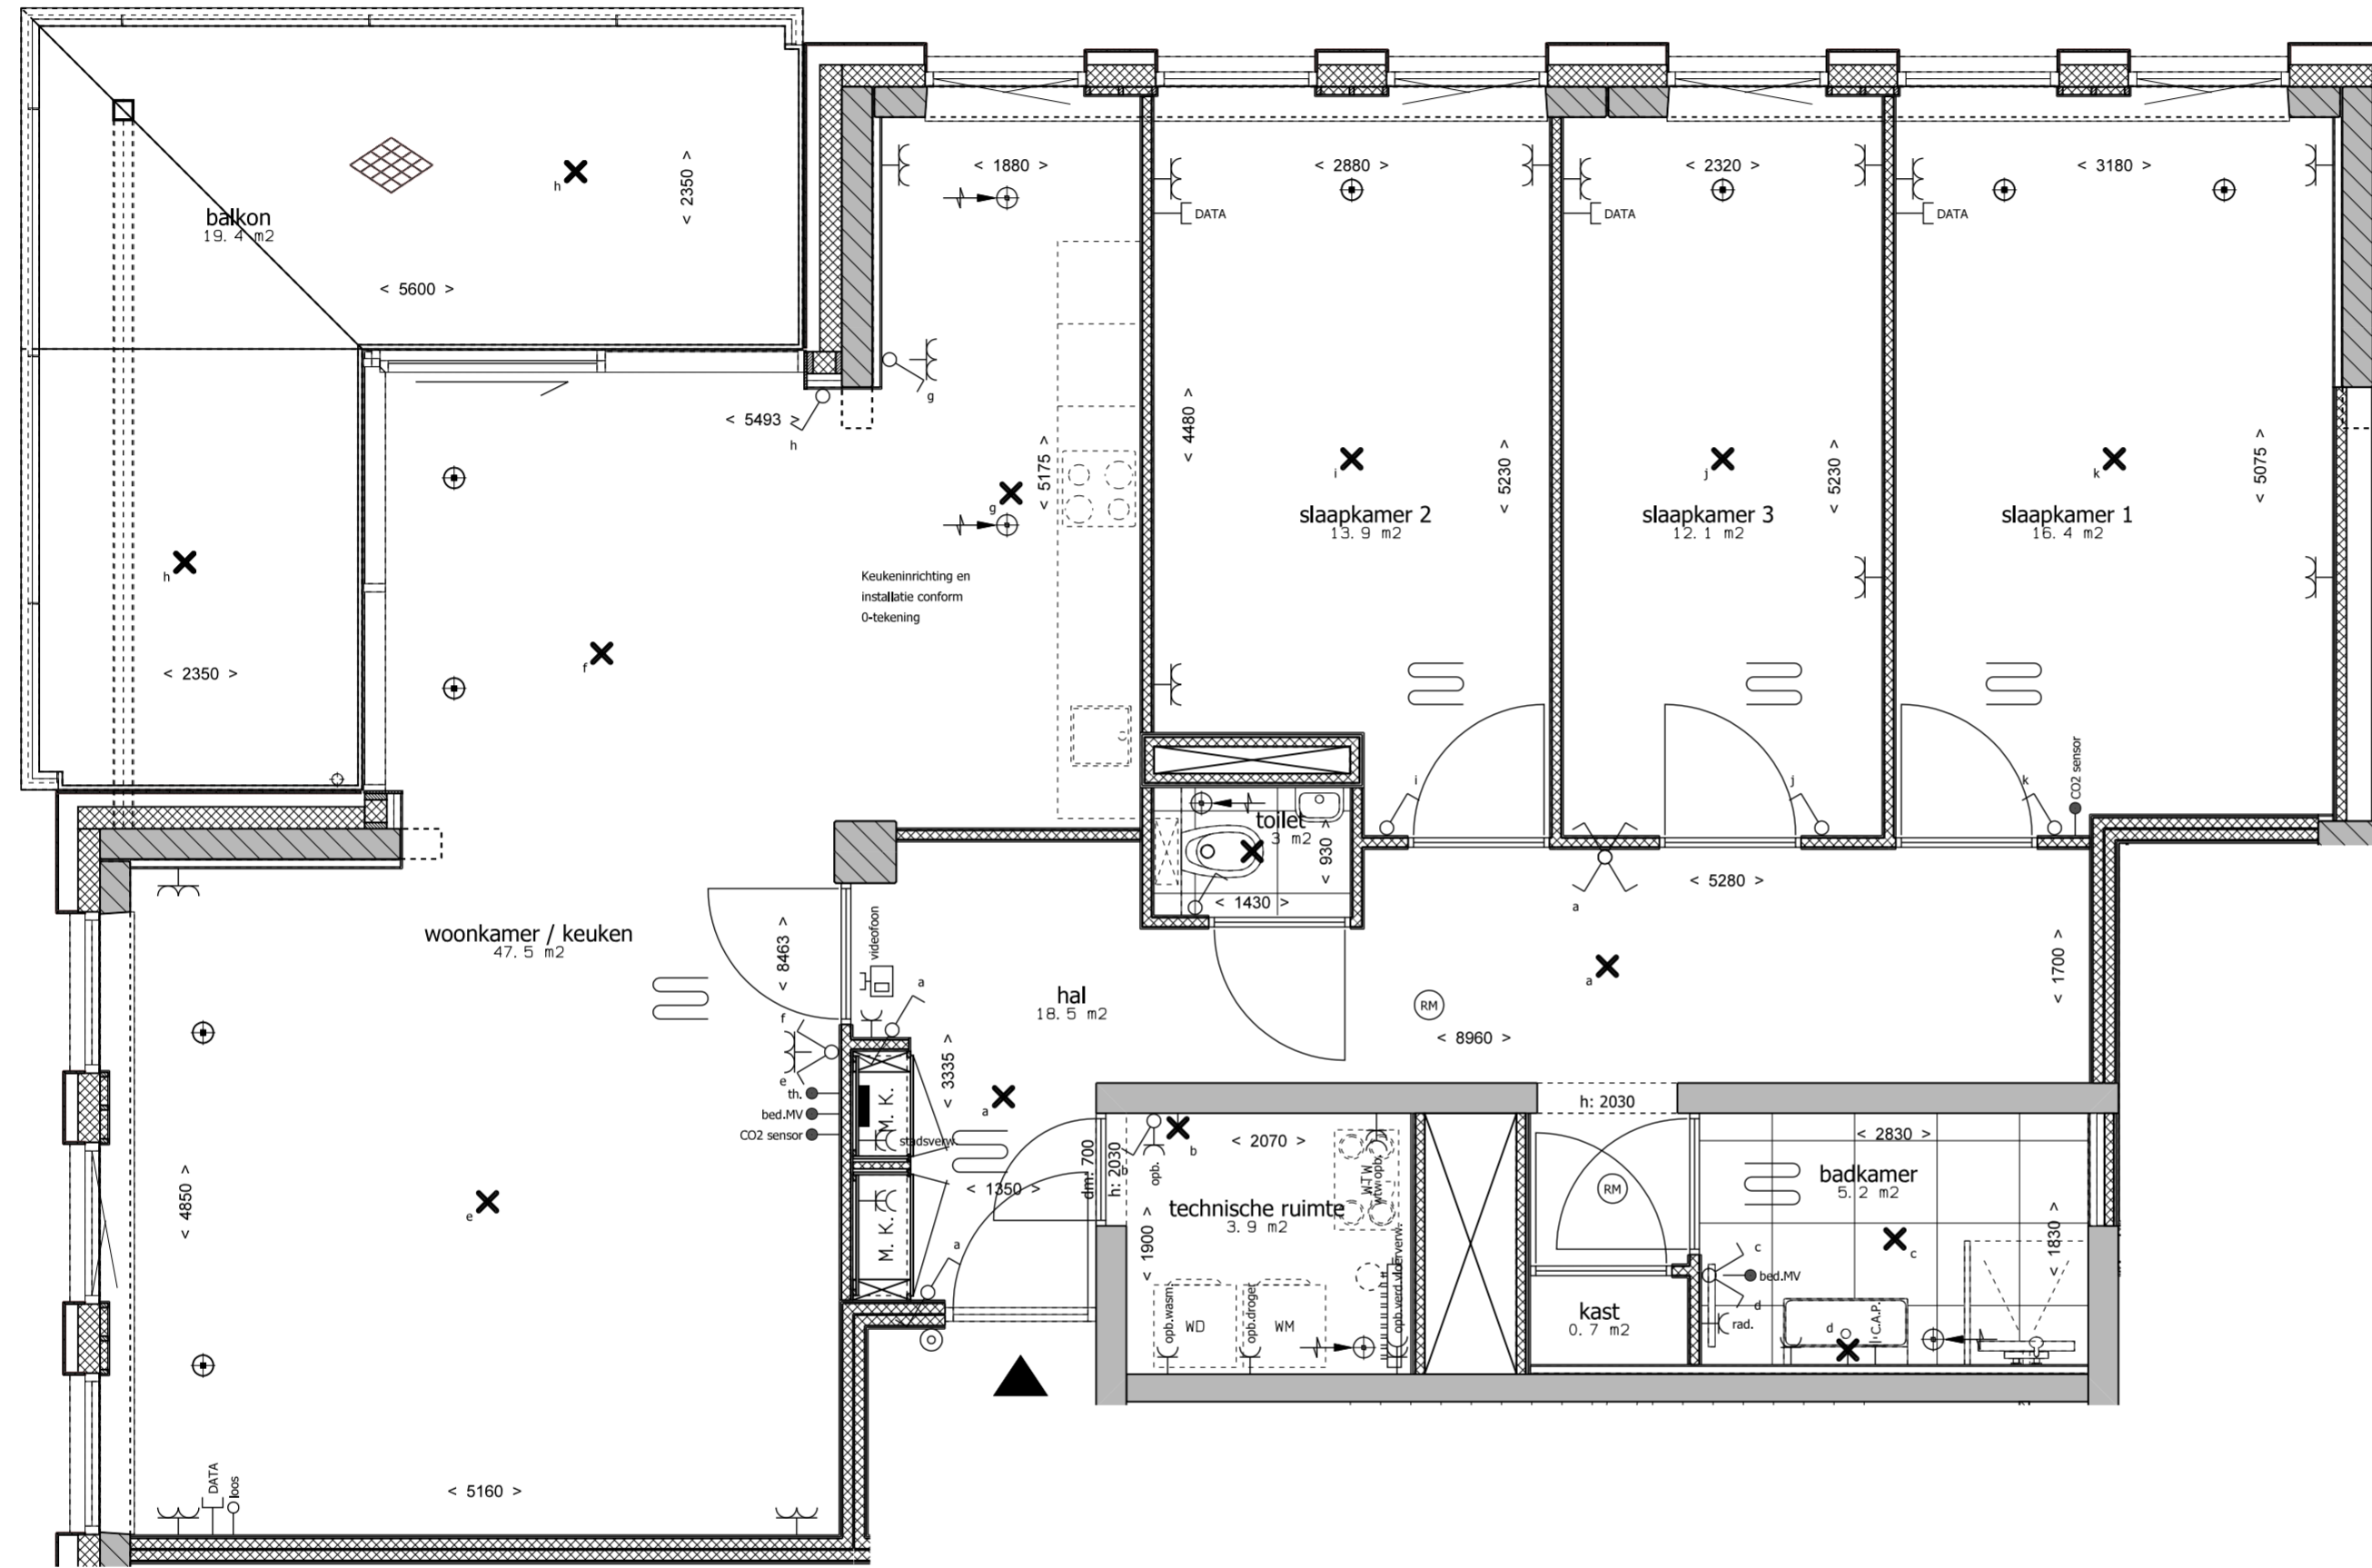 balkon
19.4 m2
h
< 2350 >
< 5600 >
h
< 2350 >
< 1880 >
< 2880 >
< 2320 >
< 3180 >
DATA
DATA
DATA
g
< 5493 >
h
< 5175 >
g
< 4480 >
< 5230 >
< 5230 >
< 5075 >
i
slaapkamer 2
13.9 m2
j
slaapkamer 3
12.1 m2
k
slaapkamer 1
16.4 m2
Keukeninrichting en
installatie conform
0-tekening
f
i
j
k
CO2 sensor
toilet
3 m2
< 930 >
< 1430 >
< 5280 >
a
woonkamer / keuken
47.5 m2
< 8463 >
videofoon
a
hal
18.5 m2
a
RM
< 8960 >
< 1700 >
f
e
th.
bed.MV
CO2 sensor
M. K.
M. K.
stadsverw.
< 3335 >
a
< 1350 >
a
dm: 700
h: 2030
h: 2030
b
b
opb.
< 2070 >
technische ruimte
3.9 m2
< 1900 >
WTW
wtw opb.
opb.wasm.
WD
opb.droger
WM
opb.verd.vloerverw.
RM
kast
0.7 m2
< 2830 >
badkamer
5.2 m2
< 1830 >
c
c
bed.MV
d
rad.
d
C.A.P.
< 4850 >
e
DATA
loos
< 5160 >